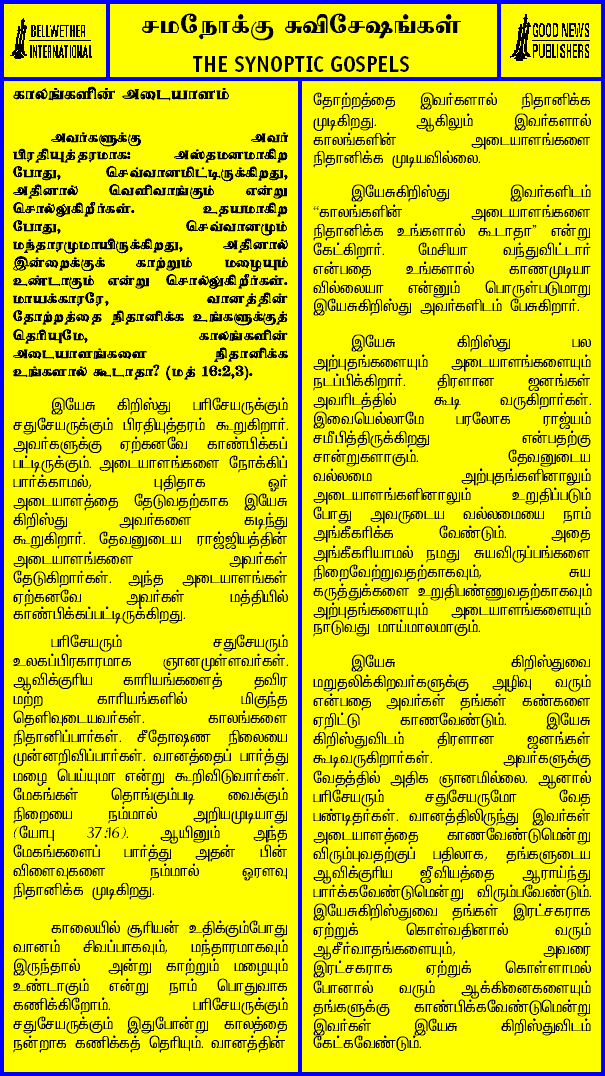 BELLWETHER
INTERNATIONAL
சமநோக்கு சுவிசேஷங்கள்
THE SYNOPTIC GOSPELS
GOOD NEWS
PUBLISHERS
காலங்களின் அடையாளம்
அவர்களுக்கு அவர்
பிரதியுத்தரமாக: அஸ்தமனமாகிற
போது, செவ்வானமிட்டிருக்கிறது,
அதினால் வெளிவாங்கும் என்று
சொல்லுகிறீர்கள். உதயமாகிற
போது, செவ்வானமும்
மந்தாரமுமாயிருக்கிறது, அதினால்
இன்றைக்குக் காற்றும் மழையும்
உண்டாகும் என்று சொல்லுகிறீர்கள்.
மாயக்காரரே, வானத்தின்
தோற்றத்தை நிதானிக்க உங்களுக்குத்
தெரியுமே, காலங்களின்
அடையாளங்களை நிதானிக்க
உங்களால் கூடாதா? (மத் 16:2,3).
இயேசு கிறிஸ்து பரிசேயருக்கும்
சதுசேயருக்கும் பிரதியுத்தரம் கூறுகிறார்.
அவர்களுக்கு ஏற்கனவே காண்பிக்கப்
பட்டிருக்கும். அடையாளங்களை நோக்கிப்
பார்க்காமல், புதிதாக ஓர்
அடையாளத்தை தேடுவதற்காக இயேசு
கிறிஸ்து அவர்களை கடிந்து
கூறுகிறார். தேவனுடைய ராஜ்ஜியத்தின்
அடையாளங்களை அவர்கள்
தேடுகிறார்கள். அந்த அடையாளங்கள்
ஏற்கனவே அவர்கள் மத்தியில்
காண்பிக்கப்பட்டிருக்கிறது.
பரிசேயரும் சதுசேயரும்
உலகப்பிரகாரமாக ஞானமுள்ளவர்கள்.
ஆவிக்குரிய காரியங்களைத் தவிர
மற்ற காரியங்களில் மிகுந்த
தெளிவுடையவர்கள். காலங்களை
நிதானிப்பார்கள். சீதோஷண நிலையை
முன்னறிவிப்பார்கள். வானத்தைப் பார்த்து
மழை பெய்யுமா என்று கூறிவிடுவார்கள்.
மேகங்கள் தொங்கும்படி வைக்கும்
நிறையை நம்மால் அறியமுடியாது
(யோபு 37:16). ஆயினும் அந்த
மேகங்களைப் பார்த்து அதன் பின்
விளைவுகளை நம்மால் ஓரளவு
நிதானிக்க முடிகிறது.
காலையில் சூரியன் உதிக்கும்போது
வானம் சிவப்பாகவும், மந்தாரமாகவும்
இருந்தால் அன்று காற்றும் மழையும்
உண்டாகும் என்று நாம் பொதுவாக
கணிக்கிறோம். பரிசேயருக்கும்
சதுசேயருக்கும் இதுபோன்று காலத்தை
நன்றாக கணிக்கத் தெரியும். வானத்தின்
தோற்றத்தை இவர்களால் நிதானிக்க
முடிகிறது. ஆகிலும் இவர்களால்
காலங்களின் அடையாளங்களை
நிதானிக்க முடியவில்லை.
இயேசுகிறிஸ்து இவர்களிடம்
“காலங்களின் அடையாளங்களை
நிதானிக்க உங்களால் கூடாதா” என்று
கேட்கிறார். மேசியா வந்துவிட்டார்
என்பதை உங்களால் காணமுடியா
வில்லையா என்னும் பொருள்படுமாறு
இயேசுகிறிஸ்து அவர்களிடம் பேசுகிறார்.
இயேசு கிறிஸ்து பல
அற்புதங்களையும் அடையாளங்களையும்
நடப்பிக்கிறார். திரளான ஜனங்கள்
அவரிடத்தில் கூடி வருகிறார்கள்.
இவையெல்லாமே பரலோக ராஜ்யம்
சமீபித்திருக்கிறது என்பதற்கு
சான்றுகளாகும். தேவனுடைய
வல்லமை அற்புதங்களினாலும்
அடையாளங்களினாலும் உறுதிப்படும்
போது அவருடைய வல்லமையை நாம்
அங்கீகரிக்க வேண்டும். அதை
அங்கீகரியாமல் நமது சுயவிருப்பங்களை
நிறைவேற்றுவதற்காகவும், சுய
கருத்துக்களை உறுதிபண்ணுவதற்காகவும்
அற்புதங்களையும் அடையாளங்களையும்
நாடுவது மாய்மாலமாகும்.
இயேசு கிறிஸ்துவை
மறுதலிக்கிறவர்களுக்கு அழிவு வரும்
என்பதை அவர்கள் தங்கள் கண்களை
ஏறிட்டு காணவேண்டும். இயேசு
கிறிஸ்துவிடம் திரளான ஜனங்கள்
கூடிவருகிறார்கள். அவர்களுக்கு
வேதத்தில் அதிக ஞானமில்லை. ஆனால்
பரிசேயரும் சதுசேயருமோ வேத
பண்டிதர்கள். வானத்திலிருந்து இவர்கள்
அடையாளத்தை காணவேண்டுமென்று
விரும்புவதற்குப் பதிலாக, தங்களுடைய
ஆவிக்குரிய ஜீவியத்தை ஆராய்ந்து
பார்க்கவேண்டுமென்று விரும்பவேண்டும்.
இயேசுகிறிஸ்துவை தங்கள் இரட்சகராக
ஏற்றுக் கொள்வதினால் வரும்
ஆசீர்வாதங்களையும், அவரை
இரட்சகராக ஏற்றுக் கொள்ளாமல்
போனால் வரும் ஆக்கினைகளையும்
தங்களுக்கு காண்பிக்கவேண்டுமென்று
இவர்கள் இயேசு கிறிஸ்துவிடம்
கேட்கவேண்டும்.